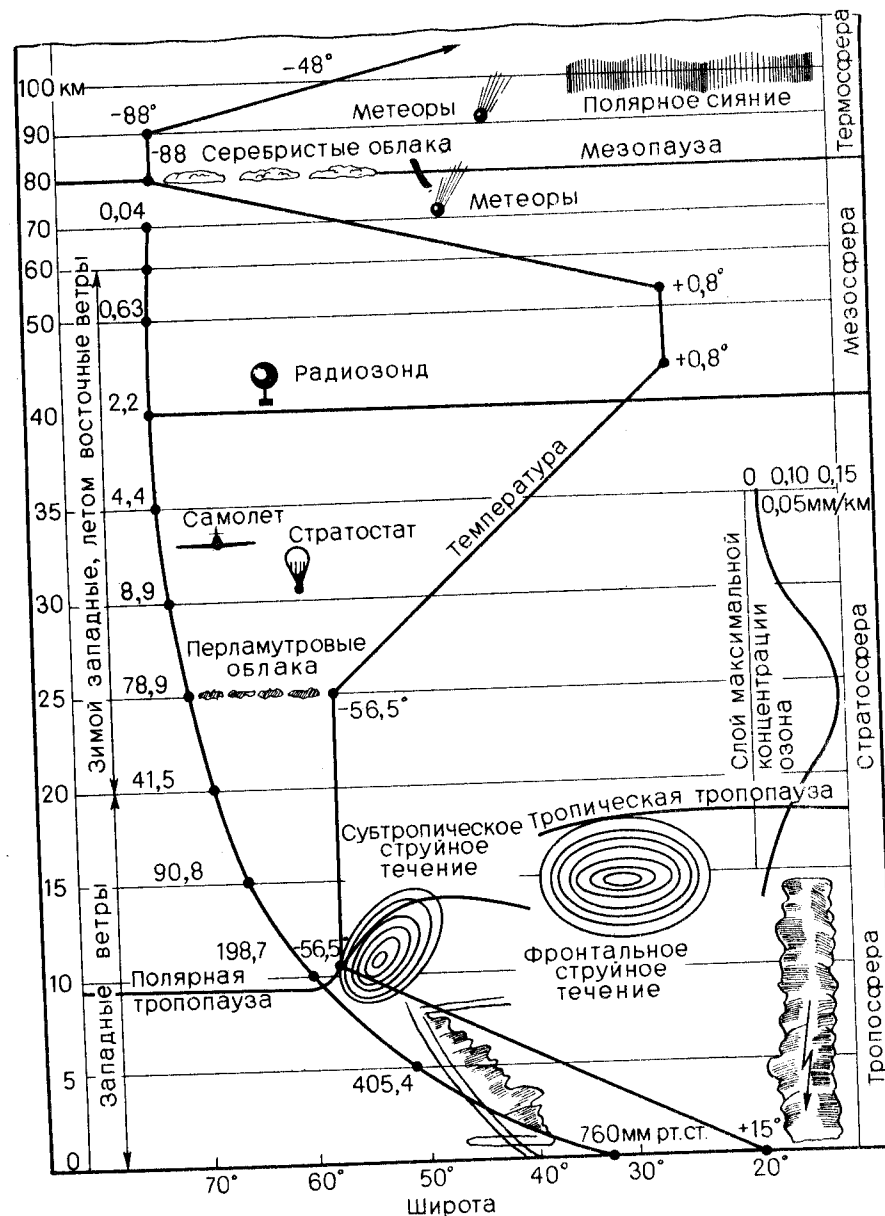 -48°
100 км
Метеоры
Полярное сияние
-88°
90
-88
Серебристые облака
Мезопауза
80
Метеоры
0,04
70
60
+0,8°
0,63
50
+0,8°
Радиозонд
2,2
40
Температура
0 0,10 0,15
0,05мм/км
4,4
35
Самолет
Стратостат
8,9
30
Перламутровые
облака
78,9
25
-56,5°
Слой максимальной
концентрации
озона
41,5
20
Тропическая тропопауза
Субтропическое
струйное
течение
90,8
15
198,7
-56,5°
Фронтальное
струйное
течение
10
Полярная
тропопауза
5
405,4
760мм рт.ст.
+15°
0
70° 60° 50° 40° 30° 20°
Широта
Зимой западные, летом восточные ветры
Западные ветры
Термосфера
Мезосфера
Стратосфера
Тропосфера